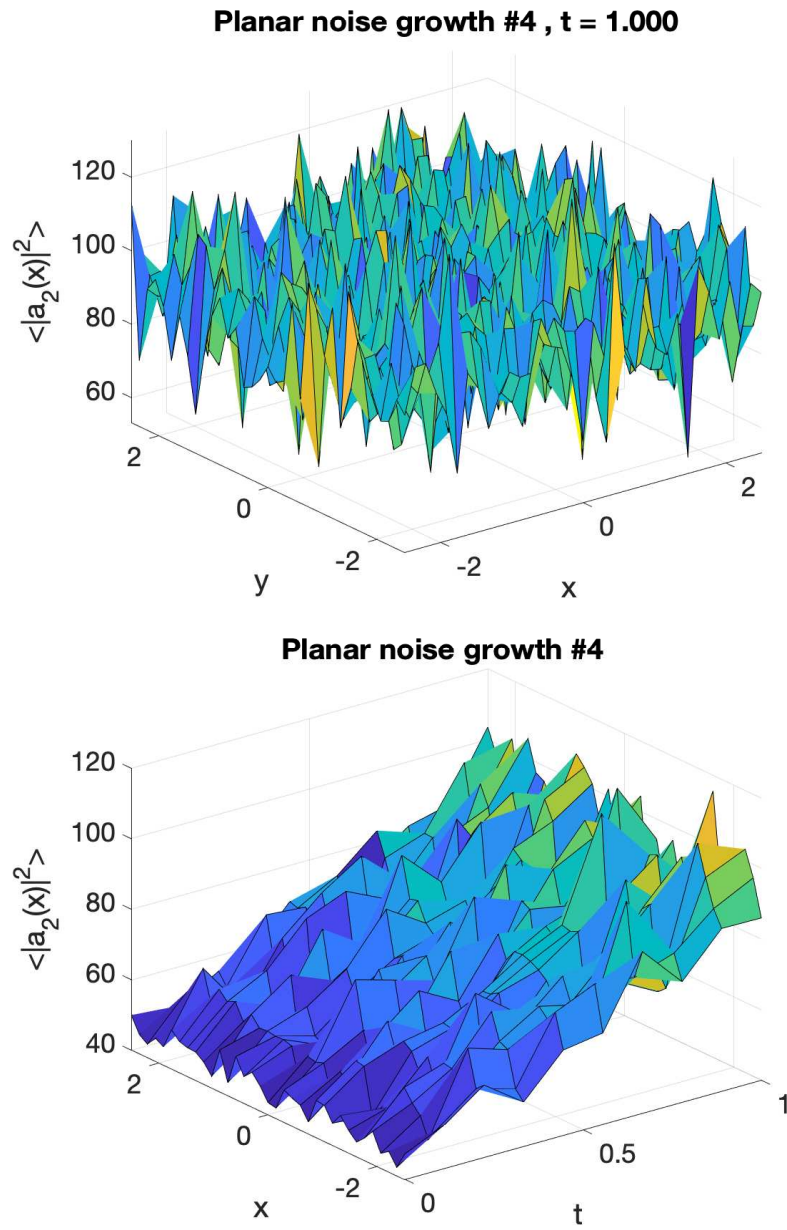 Planar noise growth #4 , t = 1.000
120
100
80
60
<|a₂(x)|²>
2
0
-2
y
-2
0
2
x
Planar noise growth #4
120
100
80
60
40
<|a₂(x)|²>
2
0
-2
x
0
0.5
1
t